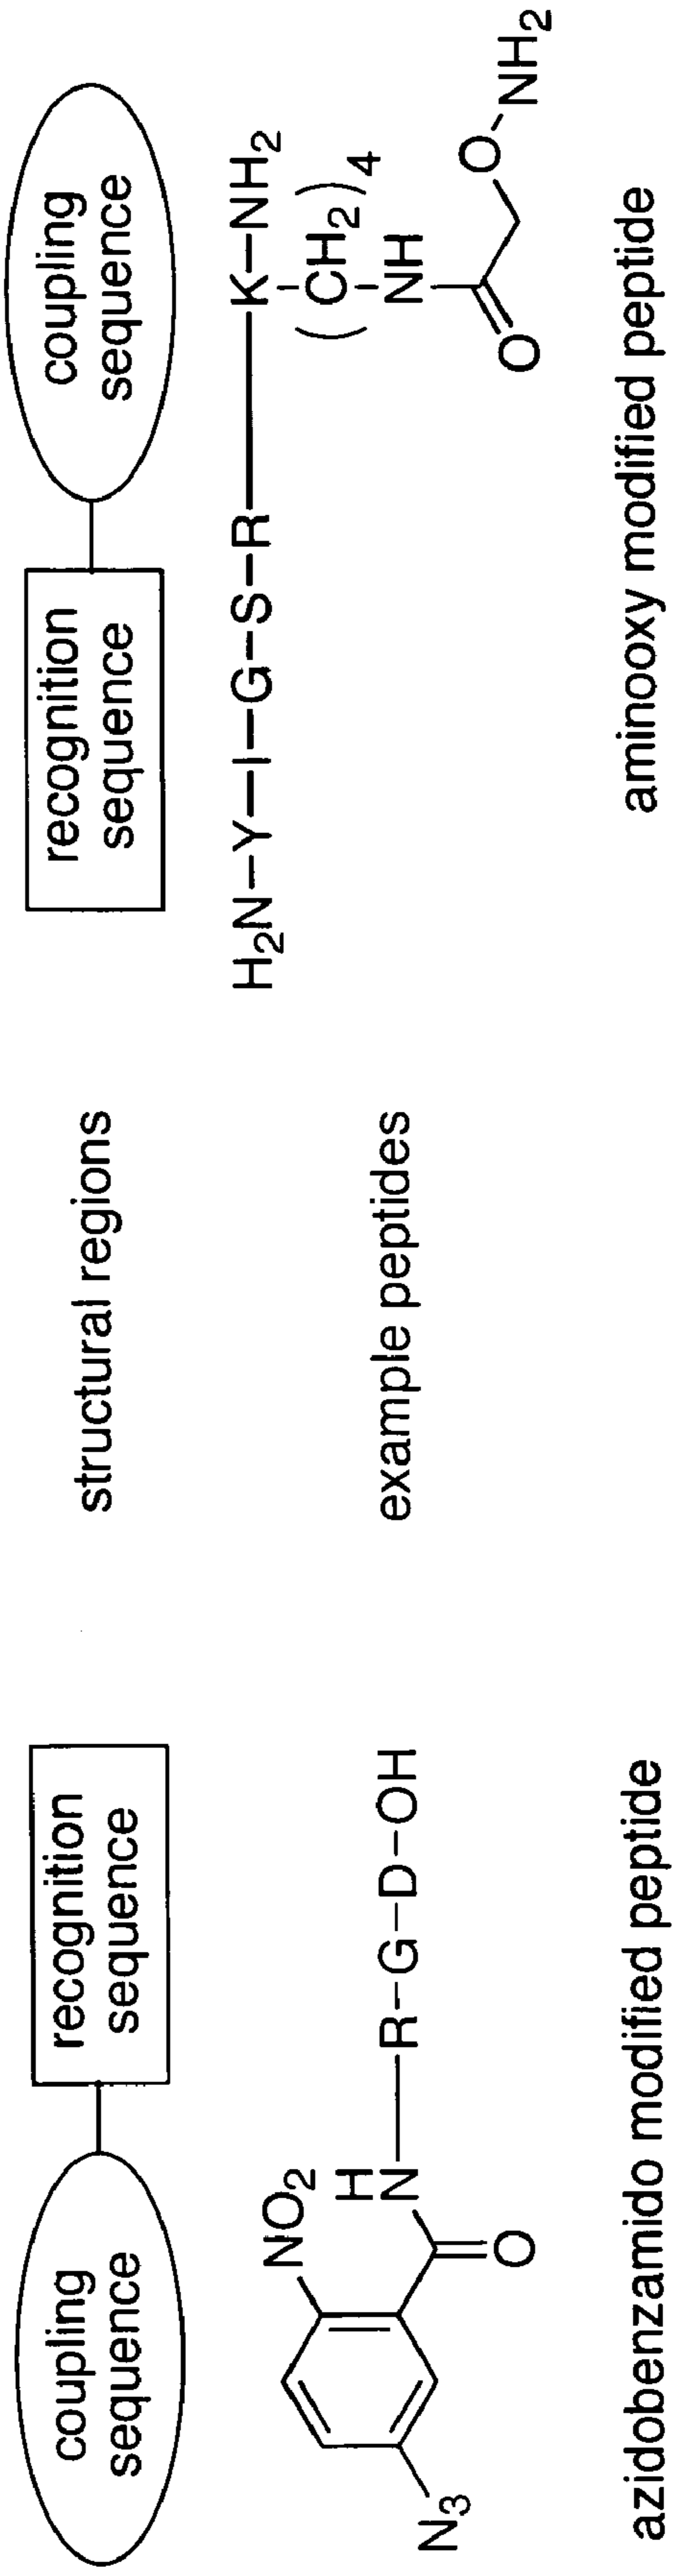 coupling
sequence
recognition
sequence
structural regions
recognition
sequence
coupling
sequence
NO2
H
N—R–G–D–OH
O
N3
example peptides
H2N–Y–I–G–S–R—K–NH2
(CH2)4
NH
O
O–NH2
azidobenzamido modified peptide
aminooxy modified peptide